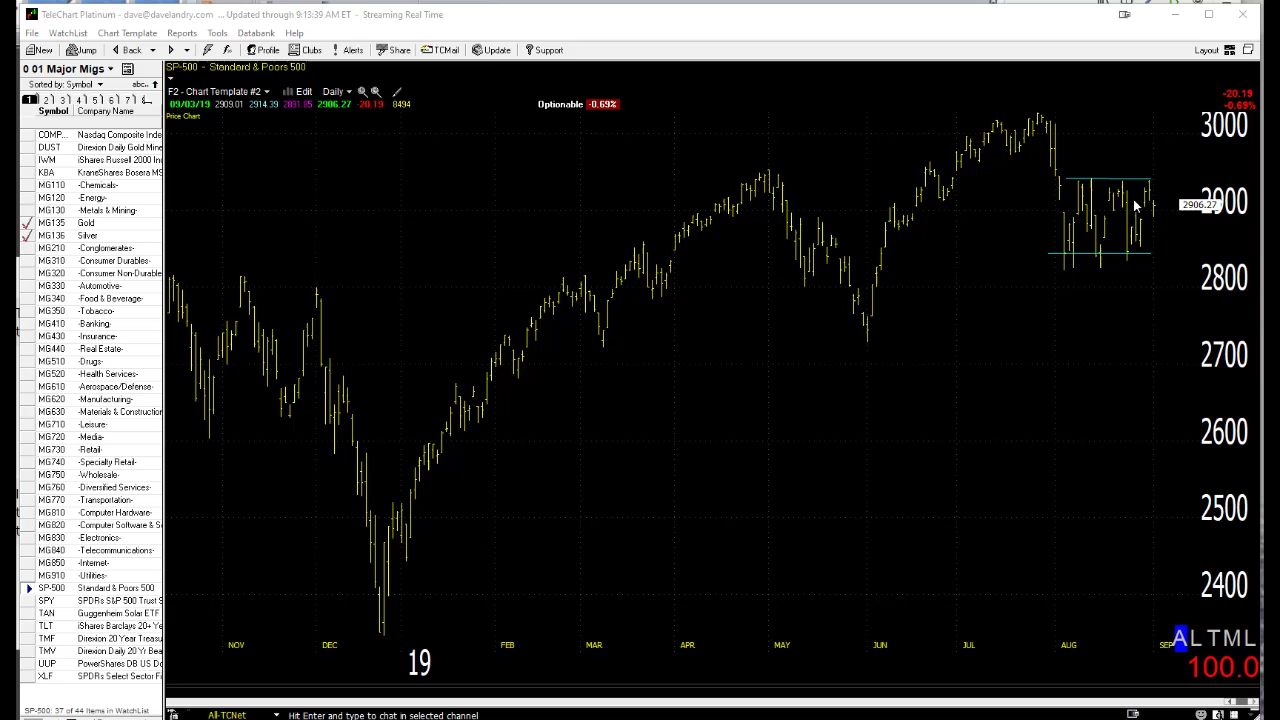 TeleChart Platinum - dave@davelandry.com ... Updated through 9:13:39 AM ET - Streaming Real Time
File WatchList Chart Template Reports Tools Databank Help
New Jump Back Profile Clubs Alerts Share TCMail Update Support Layout
0 01 Major Migs
Sorted by: Symbol abc..
1 2 3 4 5 6 7
Symbol Company Name
COMP... Nasdaq Composite Inde
DUST Direxion Daily Gold Mine
IWM iShares Russell 2000 In
KBA KraneShares Bosera MS
MG110 -Chemicals-
MG120 -Energy-
MG130 -Metals & Mining-
MG135 Gold
MG136 Silver
MG210 -Conglomerates-
MG310 -Consumer Durables-
MG320 -Consumer Non-Durable
MG330 -Automotive-
MG340 -Food & Beverage-
MG350 -Tobacco-
MG410 -Banking-
MG430 -Insurance-
MG440 -Real Estate-
MG510 -Drugs-
MG520 -Health Services-
MG610 -Aerospace/Defense-
MG620 -Manufacturing-
MG630 -Materials & Construction
MG710 -Leisure-
MG720 -Media-
MG730 -Retail-
MG740 -Specialty Retail-
MG750 -Wholesale-
MG760 -Diversified Services-
MG770 -Transportation-
MG810 -Computer Hardware-
MG820 -Computer Software & S
MG830 -Electronics-
MG840 -Telecommunications-
MG850 -Internet-
MG910 -Utilities-
SP-500 Standard & Poors 500
SPY SPDRs S&P 500 Trust S
TAN Guggenheim Solar ETF
TLT iShares Barclays 20+ Ye
TMF Direxion 20 Year Treasu
TMV Direxion Daily 20 Yr Bea
UUP PowerShares DB US Do
XLF SPDRs Select Sector Fi
SP-500: 37 of 44 Items in WatchList
SP-500 - Standard & Poors 500
F2 - Chart Template #2 Edit Daily
09/03/19 2909.01 2914.39 2891.85 2906.27 -20.19 8494 Optionable -0.69%
Price Chart
-20.19
-0.69%
3000
2900
2906.27
2800
2700
2600
2500
2400
NOV DEC FEB MAR APR MAY JUN JUL AUG SEP
19
A L T M L
100.0
All-TCNet Hit Enter and type to chat in selected channel